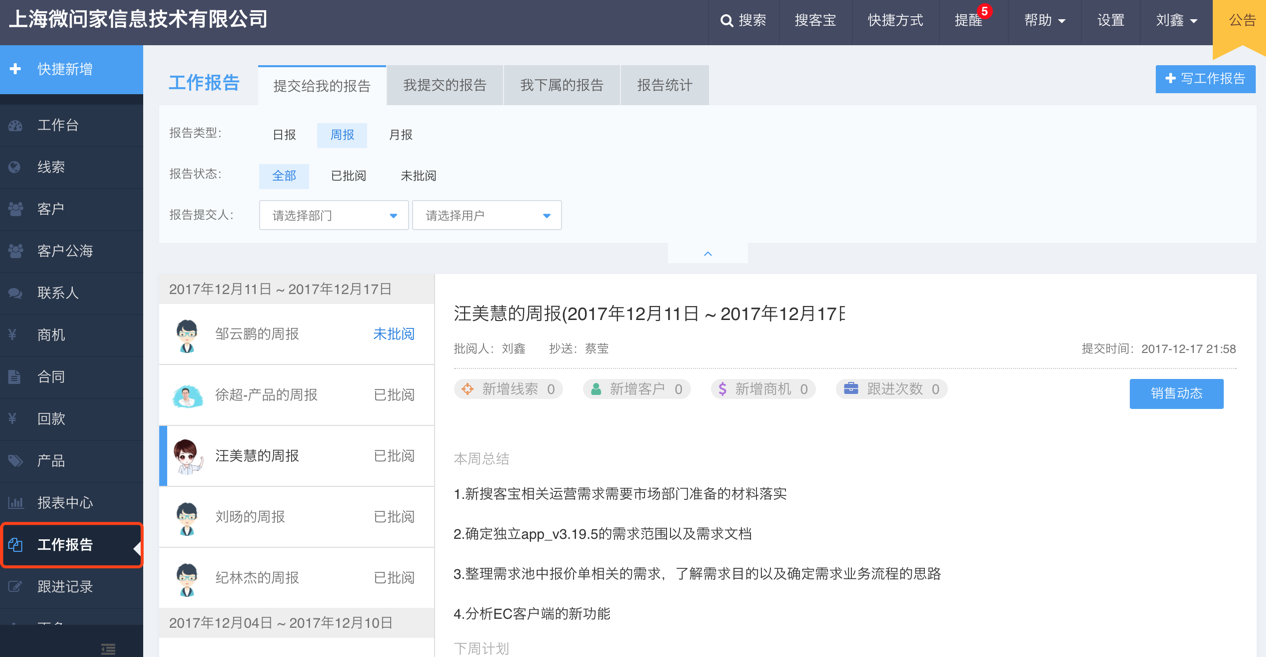 上海微问家信息技术有限公司
搜索 搜客宝 快捷方式 提醒 5 帮助 设置 刘鑫 公告
快捷新增
工作台
线索
客户
客户公海
联系人
商机
合同
回款
产品
报表中心
工作报告
跟进记录
工作报告 提交给我的报告 我提交的报告 我下属的报告 报告统计 写工作报告
报告类型: 日报 周报 月报
报告状态: 全部 已批阅 未批阅
报告提交人: 请选择部门 请选择用户
2017年12月11日 ~ 2017年12月17日
邹云鹏的周报 未批阅
徐超-产品的周报 已批阅
汪美慧的周报 已批阅
刘旸的周报 已批阅
纪林杰的周报 已批阅
2017年12月04日 ~ 2017年12月10日
汪美慧的周报(2017年12月11日 ~ 2017年12月17日
批阅人: 刘鑫 抄送: 蔡莹 提交时间: 2017-12-17 21:58
新增线索 0 新增客户 0 新增商机 0 跟进次数 0 销售动态
本周总结
1.新搜客宝相关运营需求需要市场部门准备的材料落实
2.确定独立app_v3.19.5的需求范围以及需求文档
3.整理需求池中报价单相关的需求，了解需求目的以及确定需求业务流程的思路
4.分析EC客户端的新功能
下周计划